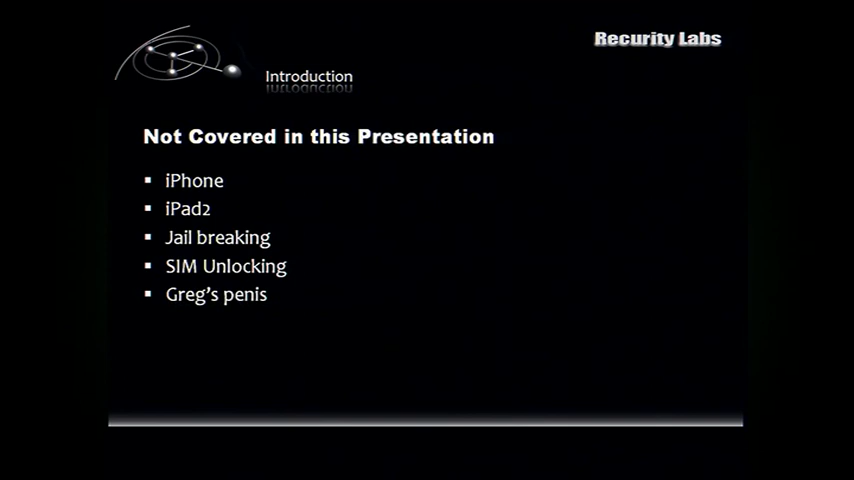 Recurity Labs
Introduction
Not Covered in this Presentation
▪ iPhone
▪ iPad2
▪ Jail breaking
▪ SIM Unlocking
▪ Greg's penis